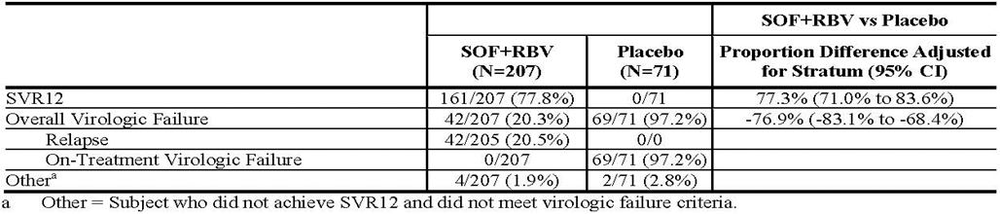 SOF+RBV vs Placebo
SOF+RBV Placebo Proportion Difference Adjusted
(N=207) (N=71) for Stratum (95% CI)
SVR12 161/207 (77.8%) 0/71 77.3% (71.0% to 83.6%)
Overall Virologic Failure 42/207 (20.3%) 69/71 (97.2%) -76.9% (-83.1% to -68.4%)
Relapse 42/205 (20.5%) 0/0
On-Treatment Virologic Failure 0/207 69/71 (97.2%)
Otherᵃ 4/207 (1.9%) 2/71 (2.8%)
a Other = Subject who did not achieve SVR12 and did not meet virologic failure criteria.